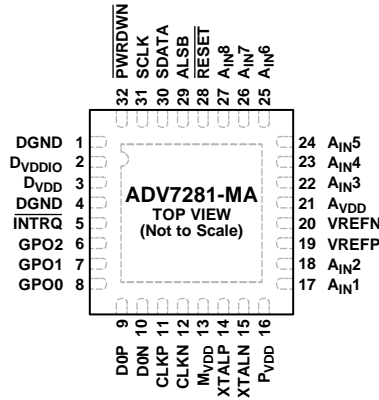 32 PWRDWN
31 SCLK
30 SDATA
29 ALSB
28 RESET
27 AIN8
26 AIN7
25 AIN6
DGND 1
DVDDIO 2
DVDD 3
DGND 4
INTRQ 5
GPO2 6
GPO1 7
GPO0 8
ADV7281-MA
TOP VIEW
(Not to Scale)
24 AIN5
23 AIN4
22 AIN3
21 AVDD
20 VREFN
19 VREFP
18 AIN2
17 AIN1
D0P 9
D0N 10
CLKP 11
CLKN 12
MVDD 13
XTALP 14
XTALN 15
PVDD 16